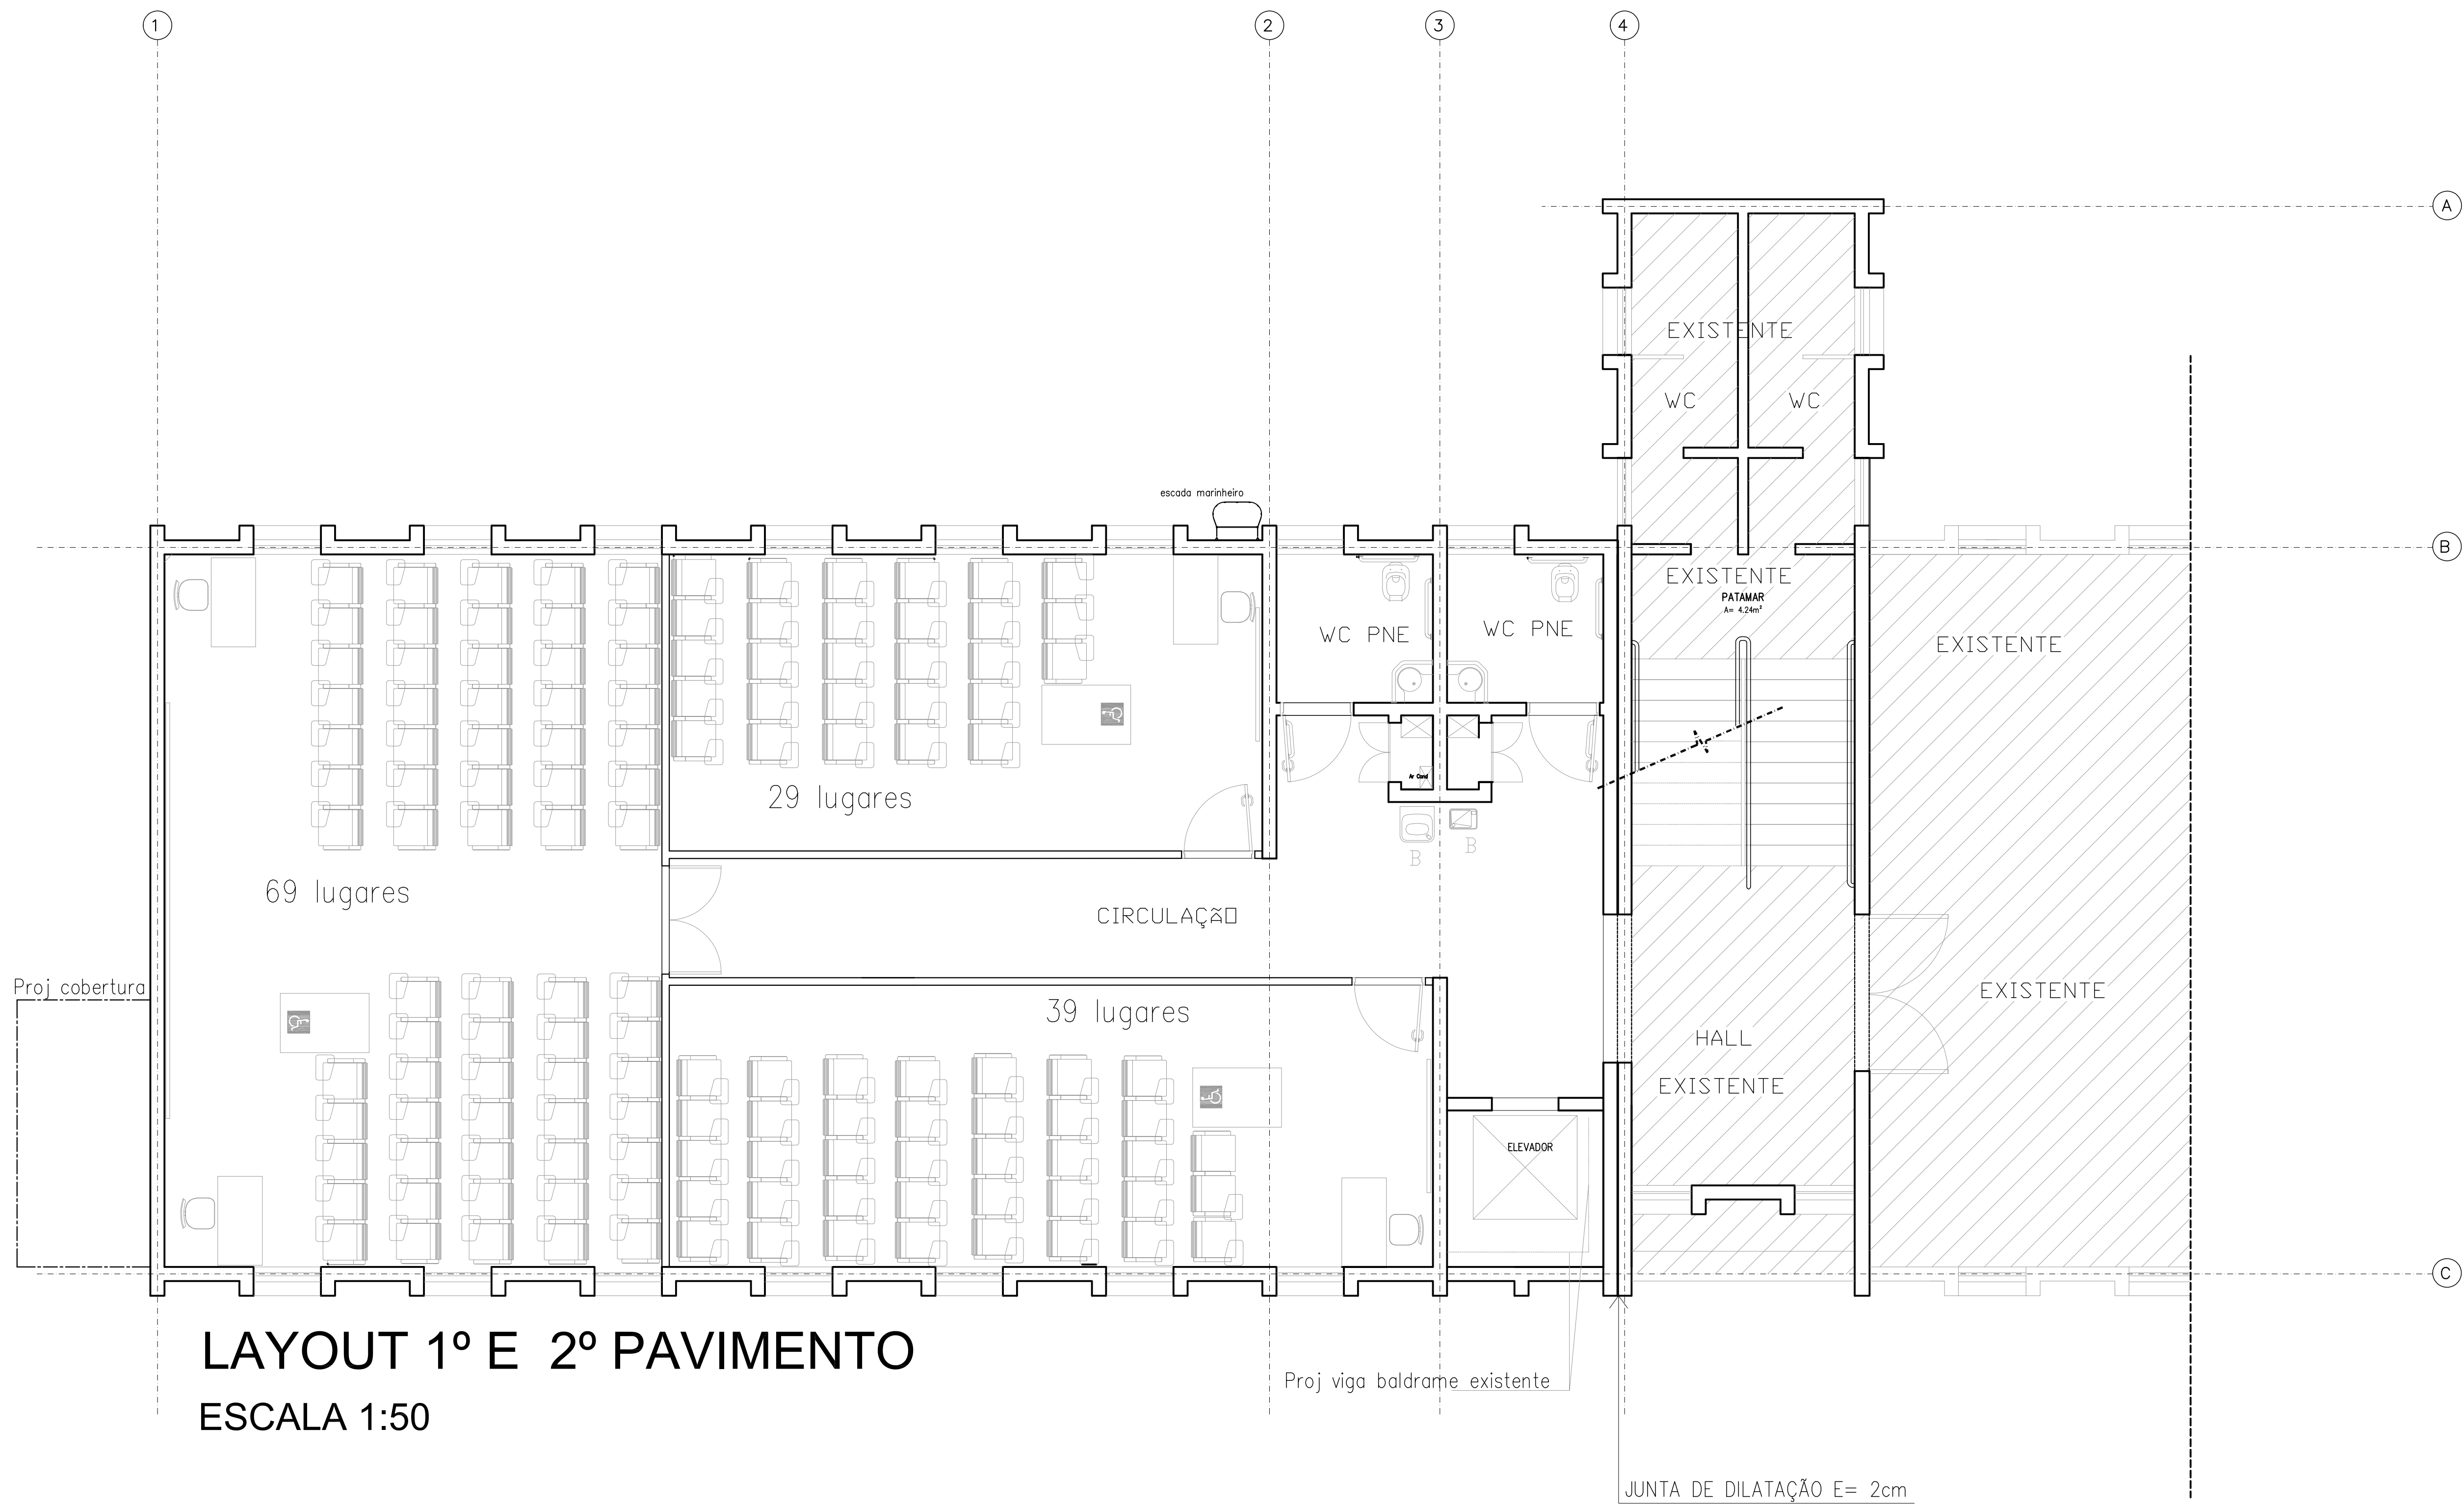 1
2
3
4
A
EXISTENTE
WC
WC
escada marinheiro
B
EXISTENTE
PATAMAR
A= 4.24m²
WC PNE
WC PNE
EXISTENTE
Ar Cond
29 lugares
B
B
69 lugares
CIRCULAÇÃO
Proj cobertura
EXISTENTE
39 lugares
HALL
EXISTENTE
ELEVADOR
C
LAYOUT 1º E 2º PAVIMENTO
Proj viga baldrame existente
ESCALA 1:50
JUNTA DE DILATAÇÃO E= 2cm